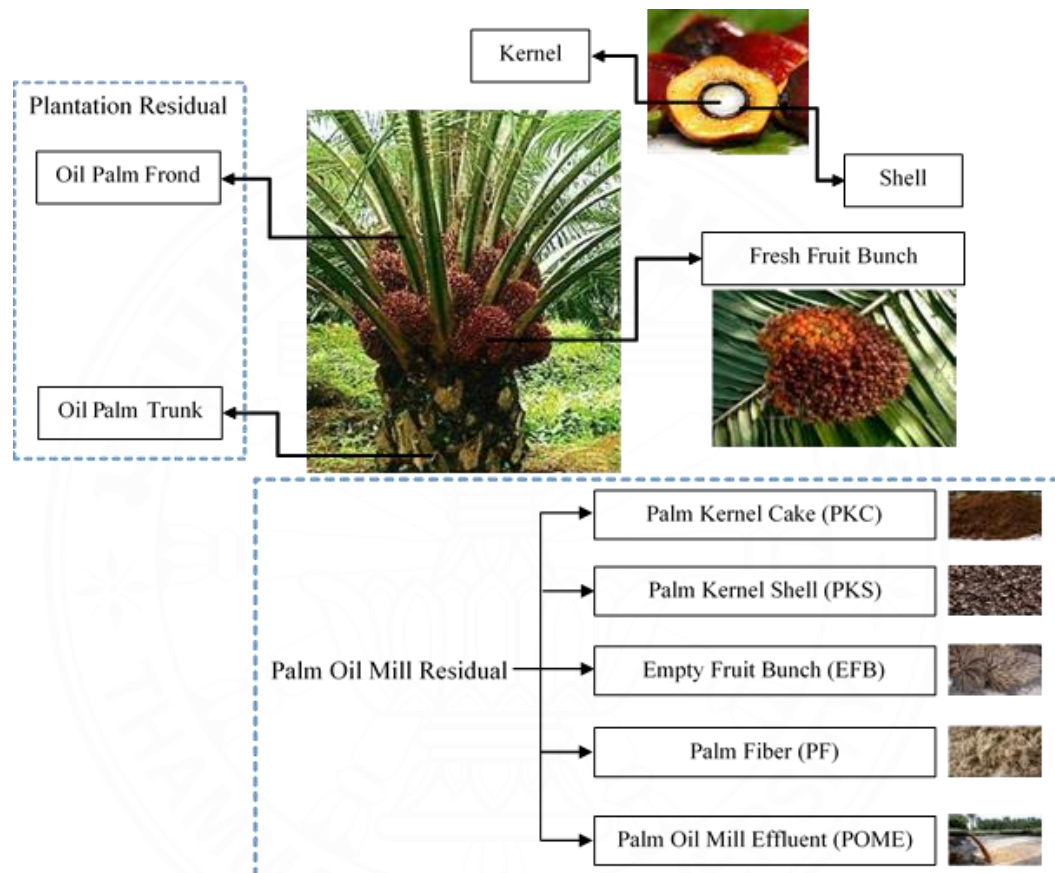 Kernel
Plantation Residual
Oil Palm Frond
Shell
Fresh Fruit Bunch
Oil Palm Trunk
Palm Kernel Cake (PKC)
Palm Kernel Shell (PKS)
Palm Oil Mill Residual
Empty Fruit Bunch (EFB)
Palm Fiber (PF)
Palm Oil Mill Effluent (POME)